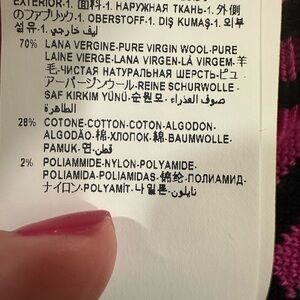 EXTERIOR-1. 面料-1. НАРУЖНАЯ ТКАНЬ-1. 外側
のファブリック-1. OBERSTOFF-1. DIŞ KUMAŞ-1. 외부
섬유-1. ليف خارجي-1.
70% LANA VERGINE-PURE VIRGIN WOOL-PURE
LAINE VIERGE-LANA VIRGEN-LÃ VIRGEM-羊
毛-ЧИСТАЯ НАТУРАЛЬНАЯ ШЕРСТЬ-ピュ
アーバージンウール-REINE SCHURWOLLE-
SAF KIRKIM YÜNÜ-순원모-صوف العذراء
الطاهرة
28% COTONE-COTTON-COTON-ALGODON-
ALGODÃO-棉-ХЛОПОК-綿-BAUMWOLLE-
PAMUK-면-قطن
2% POLIAMMIDE-NYLON-POLYAMIDE-
POLIAMIDA-POLIAMIDAS-锦纶-ПОЛИАМИД-
ナイロン-POLYAMİT-나일론-نايلون